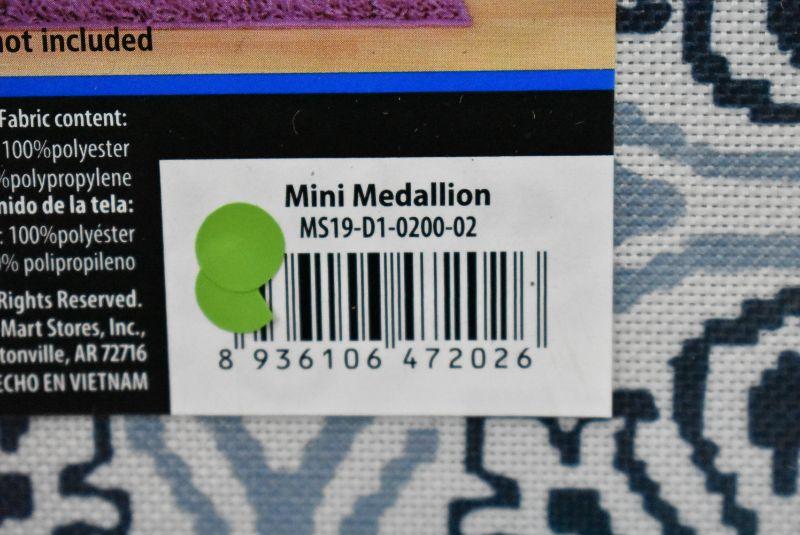 not included
Fabric content:
100%polyester
%polypropylene
nido de la tela:
: 100%polyéster
0% polipropileno
Rights Reserved.
Mart Stores, Inc.,
tonville, AR 72716
ECHO EN VIETNAM
Mini Medallion
MS19-D1-0200-02
8 936106 472026